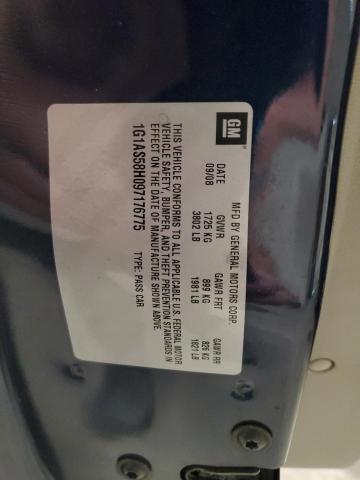 GM
MFD BY GENERAL MOTORS CORP.
DATE GVWR GAWR FRT GAWR RR
09/08 1725 KG 899 KG 826 KG
3802 LB 1981 LB 1821 LB
THIS VEHICLE CONFORMS TO ALL APPLICABLE U.S. FEDERAL MOTOR
VEHICLE SAFETY, BUMPER, AND THEFT PREVENTION STANDARDS IN
EFFECT ON THE DATE OF MANUFACTURE SHOWN ABOVE.
1G1AS58H097176775 TYPE: PASS CAR